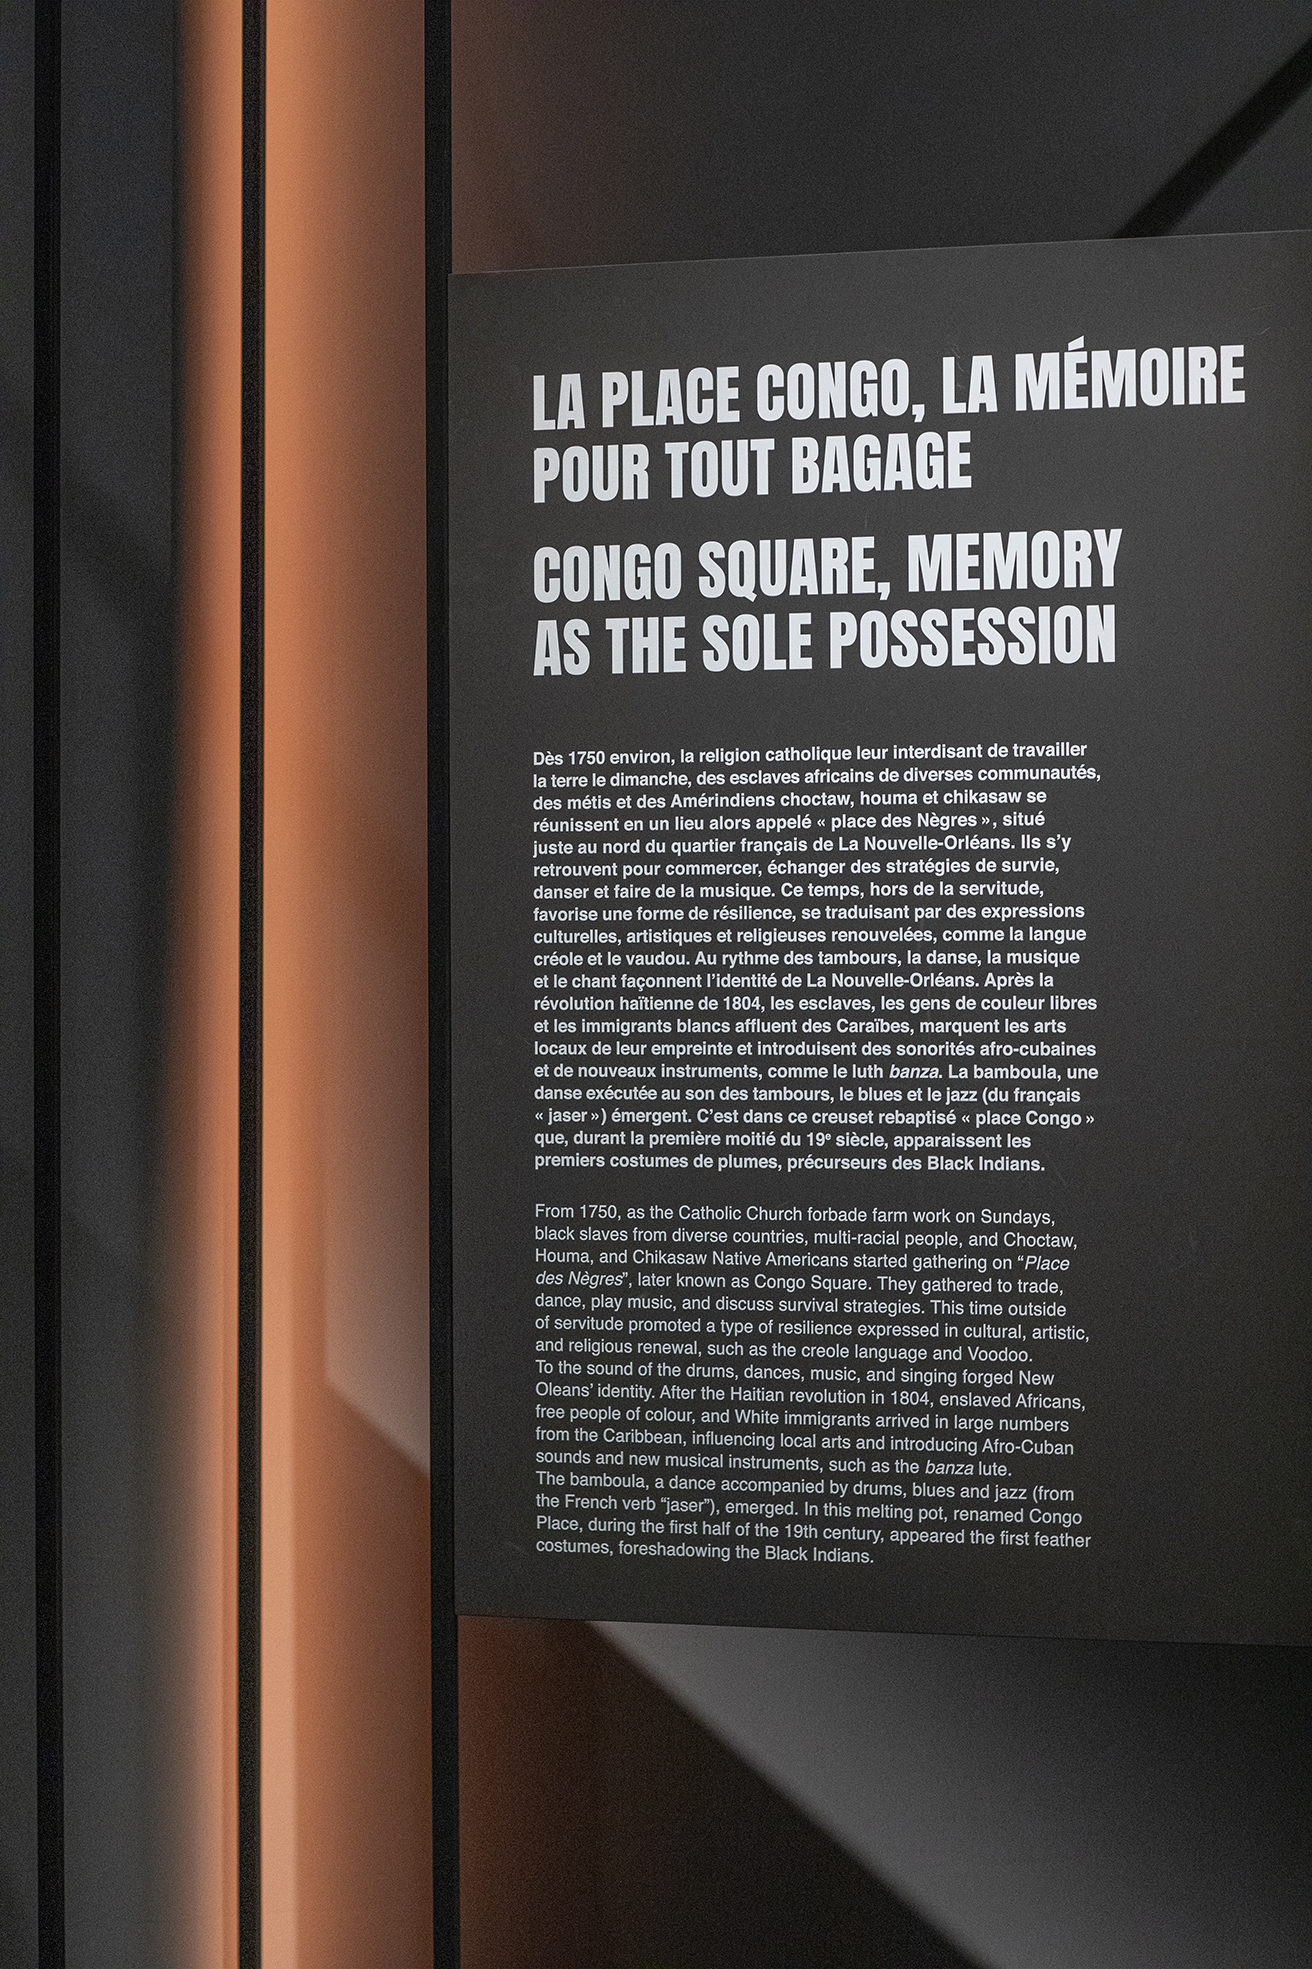 LA PLACE CONGO, LA MÉMOIRE
POUR TOUT BAGAGE
CONGO SQUARE, MEMORY
AS THE SOLE POSSESSION
Dès 1750 environ, la religion catholique leur interdisant de travailler
la terre le dimanche, des esclaves africains de diverses communautés,
des métis et des Amérindiens choctaw, houma et chikasaw se
réunissent en un lieu alors appelé « place des Nègres », situé
juste au nord du quartier français de La Nouvelle-Orléans. Ils s'y
retrouvent pour commercer, échanger des stratégies de survie,
danser et faire de la musique. Ce temps, hors de la servitude,
favorise une forme de résilience, se traduisant par des expressions
culturelles, artistiques et religieuses renouvelées, comme la langue
créole et le vaudou. Au rythme des tambours, la danse, la musique
et le chant façonnent l'identité de La Nouvelle-Orléans. Après la
révolution haïtienne de 1804, les esclaves, les gens de couleur libres
et les immigrants blancs affluent des Caraïbes, marquent les arts
locaux de leur empreinte et introduisent des sonorités afro-cubaines
et de nouveaux instruments, comme le luth banza. La bamboula, une
danse exécutée au son des tambours, le blues et le jazz (du français
« jaser ») émergent. C'est dans ce creuset rebaptisé « place Congo »
que, durant la première moitié du 19e siècle, apparaissent les
premiers costumes de plumes, précurseurs des Black Indians.
From 1750, as the Catholic Church forbade farm work on Sundays,
black slaves from diverse countries, multi-racial people, and Choctaw,
Houma, and Chikasaw Native Americans started gathering on “Place
des Nègres”, later known as Congo Square. They gathered to trade,
dance, play music, and discuss survival strategies. This time outside
of servitude promoted a type of resilience expressed in cultural, artistic,
and religious renewal, such as the creole language and Voodoo.
To the sound of the drums, dances, music, and singing forged New
Oleans’ identity. After the Haitian revolution in 1804, enslaved Africans,
free people of colour, and White immigrants arrived in large numbers
from the Caribbean, influencing local arts and introducing Afro-Cuban
sounds and new musical instruments, such as the banza lute.
The bamboula, a dance accompanied by drums, blues and jazz (from
the French verb “jaser”), emerged. In this melting pot, renamed Congo
Place, during the first half of the 19th century, appeared the first feather
costumes, foreshadowing the Black Indians.